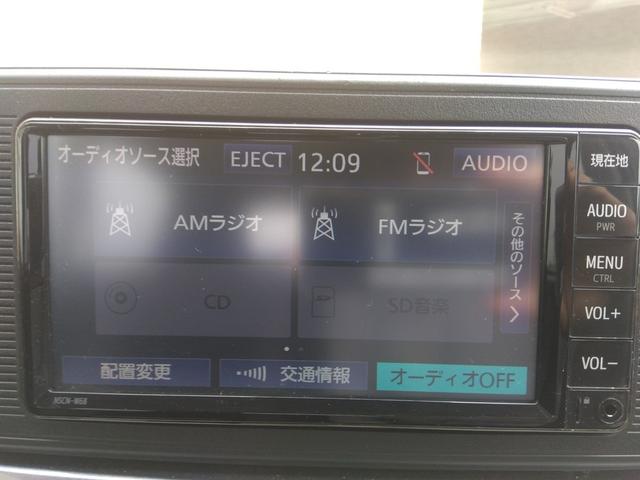 オーディオソース選択 EJECT 12:09 AUDIO
AMラジオ
FMラジオ
CD
SD音楽
その他のソース
配置変更
交通情報
オーディオOFF
現在地
AUDIO
PWR
MENU
CTRL
VOL+
VOL−
NSCN-W68